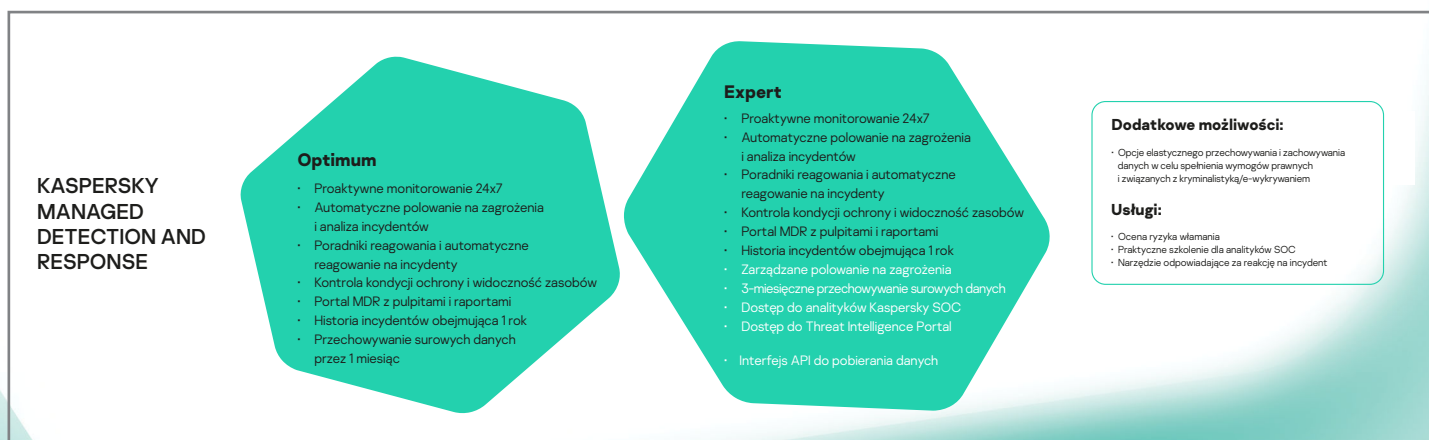 KASPERSKY
MANAGED
DETECTION AND
RESPONSE
Optimum
· Proaktywne monitorowanie 24x7
· Automatyczne polowanie na zagrożenia
i analiza incydentów
· Poradniki reagowania i automatyczne
reagowanie na incydenty
· Kontrola kondycji ochrony i widoczność zasobów
· Portal MDR z pulpitami i raportami
· Historia incydentów obejmująca 1 rok
· Przechowywanie surowych danych
przez 1 miesiąc
Expert
· Proaktywne monitorowanie 24x7
· Automatyczne polowanie na zagrożenia
i analiza incydentów
· Poradniki reagowania i automatyczne
reagowanie na incydenty
· Kontrola kondycji ochrony i widoczność zasobów
· Portal MDR z pulpitami i raportami
· Historia incydentów obejmująca 1 rok
· Zarządzane polowanie na zagrożenia
· 3-miesięczne przechowywanie surowych danych
· Dostęp do analityków Kaspersky SOC
· Dostęp do Threat Intelligence Portal
· Interfejs API do pobierania danych
Dodatkowe możliwości:
· Opcje elastycznego przechowywania i zachowywania
danych w celu spełnienia wymogów prawnych
i związanych z kryminalistyką/e-wykrywaniem
Usługi:
· Ocena ryzyka włamania
· Praktyczne szkolenie dla analityków SOC
· Narzędzie odpowiadające za reakcję na incydent